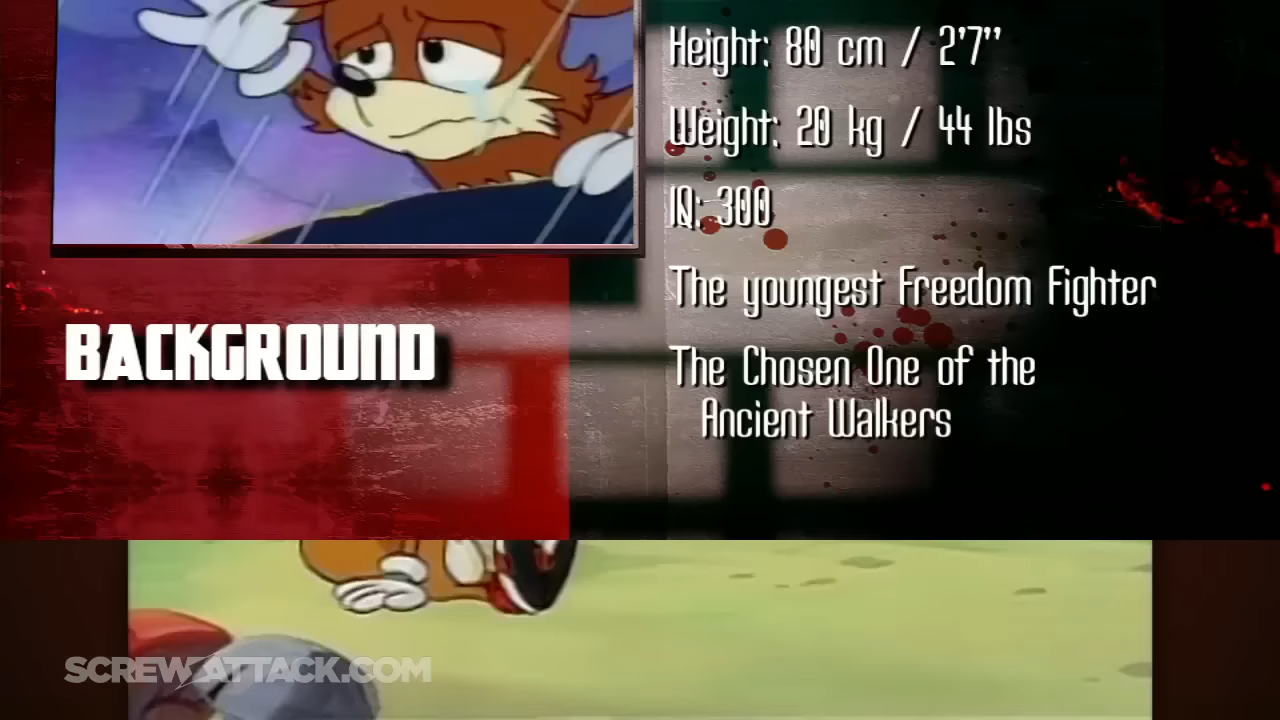 Height: 80 cm / 2'7"
Weight: 20 kg / 44 lbs
IQ: 300
The youngest Freedom Fighter
BACKGROUND
The Chosen One of the
Ancient Walkers
SCREWATTACK.COM